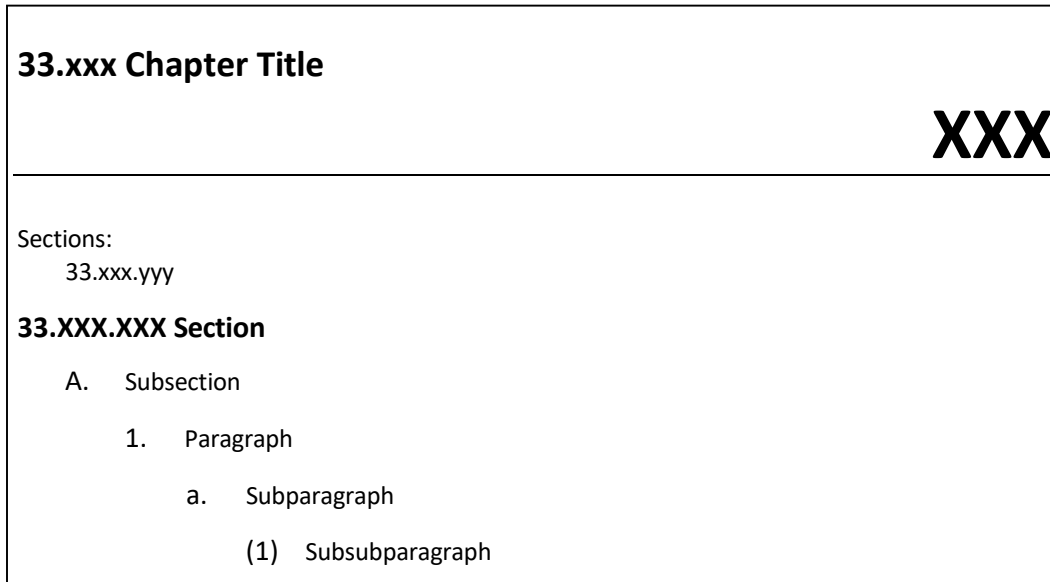 33.xxx Chapter Title
XXX
Sections:
33.xxx.yyy
33.XXX.XXX Section
A. Subsection
1. Paragraph
a. Subparagraph
(1) Subsubparagraph